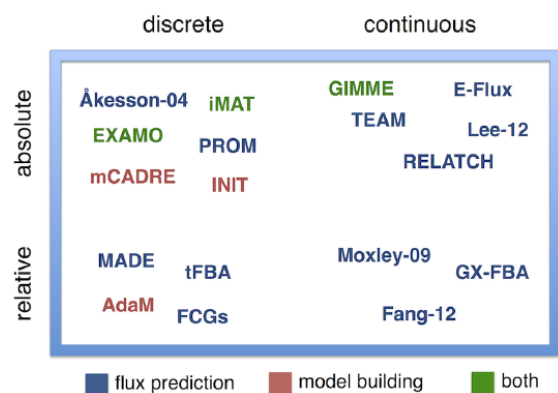 discrete continuous
absolute
Åkesson-04 iMAT GIMME E-Flux
EXAMO PROM TEAM Lee-12
mCADRE INIT RELATCH
relative
MADE tFBA Moxley-09 GX-FBA
AdaM FCGs Fang-12
flux prediction model building both